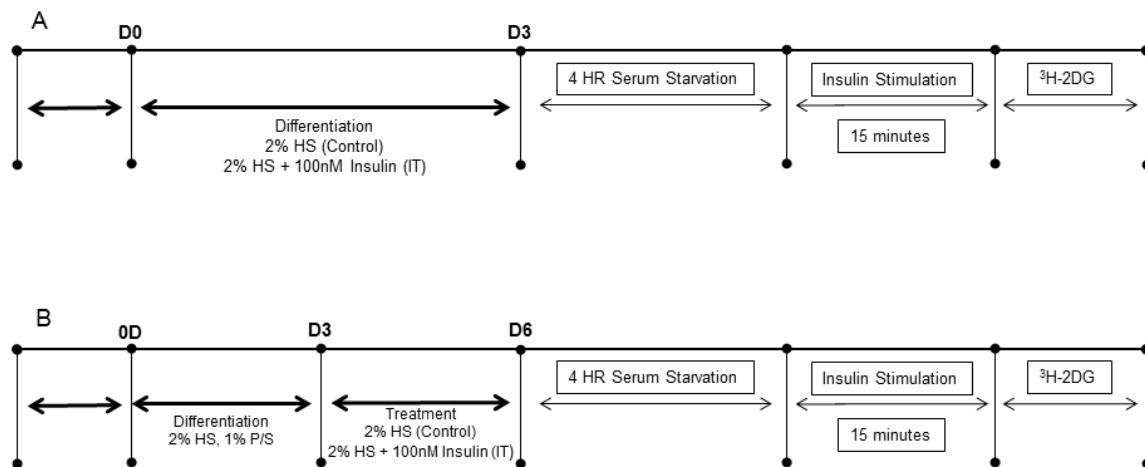 A
D0
D3
4 HR Serum Starvation
Insulin Stimulation
³H-2DG
Differentiation
2% HS (Control)
2% HS + 100nM Insulin (IT)
15 minutes
B
0D
D3
D6
4 HR Serum Starvation
Insulin Stimulation
³H-2DG
Differentiation
2% HS, 1% P/S
Treatment
2% HS (Control)
2% HS + 100nM Insulin (IT)
15 minutes